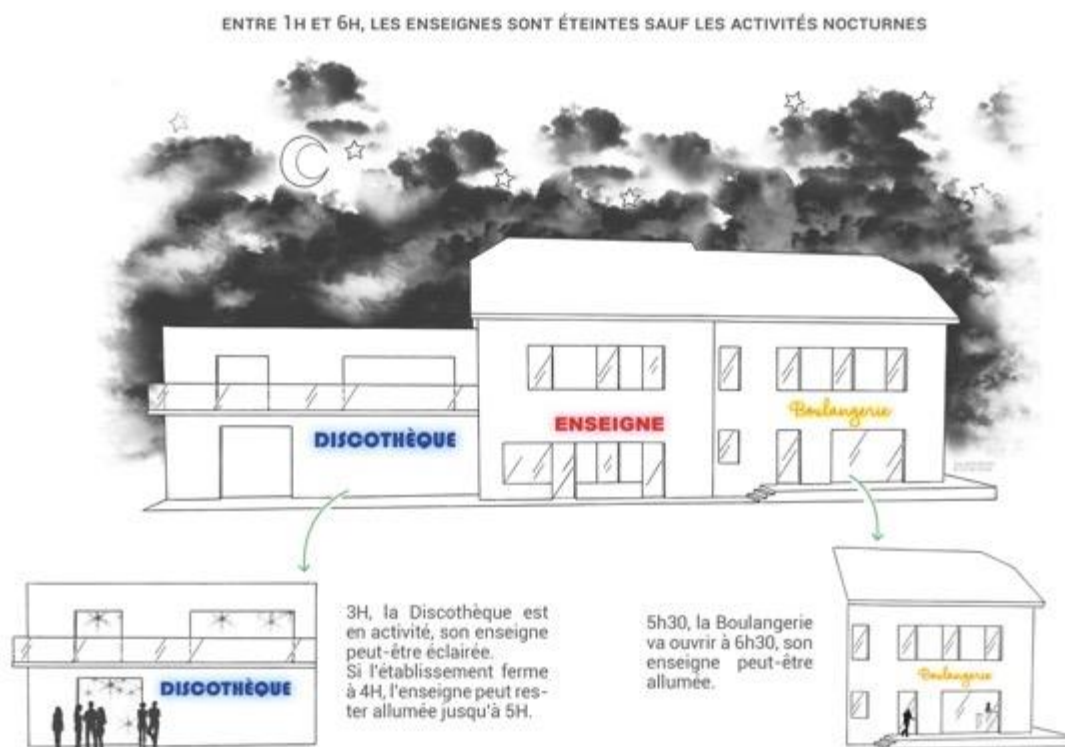 ENTRE 1H ET 6H, LES ENSEIGNES SONT ÉTEINTES SAUF LES ACTIVITÉS NOCTURNES
DISCOTHÈQUE
ENSEIGNE
Boulangerie
3H, la Discothèque est
en activité, son enseigne
peut-être éclairée.
Si l'établissement ferme
à 4H, l'enseigne peut res-
ter allumée jusqu'à 5H.
5h30, la Boulangerie
va ouvrir à 6h30, son
enseigne peut-être
allumée.
DISCOTHÈQUE
Boulangerie